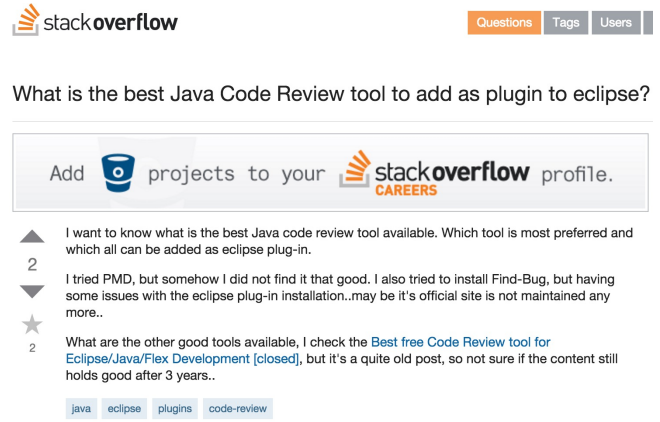 stackoverflow
Questions Tags Users
What is the best Java Code Review tool to add as plugin to eclipse?
Add projects to your stackoverflow CAREERS profile.
I want to know what is the best Java code review tool available. Which tool is most preferred and
which all can be added as eclipse plug-in.
2
I tried PMD, but somehow I did not find it that good. I also tried to install Find-Bug, but having
some issues with the eclipse plug-in installation..may be it's official site is not maintained any
more..
2
What are the other good tools available, I check the Best free Code Review tool for
Eclipse/Java/Flex Development [closed], but it's a quite old post, so not sure if the content still
holds good after 3 years..
java eclipse plugins code-review